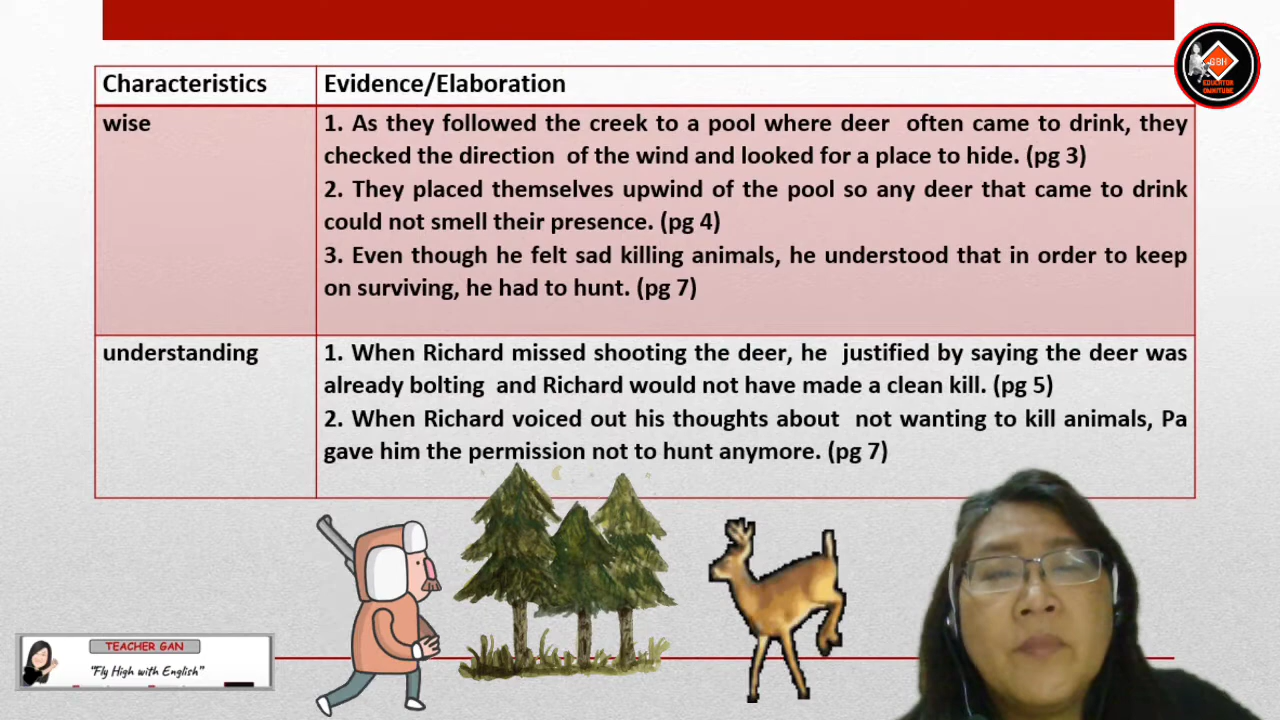 Characteristics
Evidence/Elaboration
wise
1. As they followed the creek to a pool where deer often came to drink, they
checked the direction of the wind and looked for a place to hide. (pg 3)
2. They placed themselves upwind of the pool so any deer that came to drink
could not smell their presence. (pg 4)
3. Even though he felt sad killing animals, he understood that in order to keep
on surviving, he had to hunt. (pg 7)
understanding
1. When Richard missed shooting the deer, he justified by saying the deer was
already bolting and Richard would not have made a clean kill. (pg 5)
2. When Richard voiced out his thoughts about not wanting to kill animals, Pa
gave him the permission not to hunt anymore. (pg 7)
GBH
EDUCATOR
TEACHER GAN
"Fly High with English"